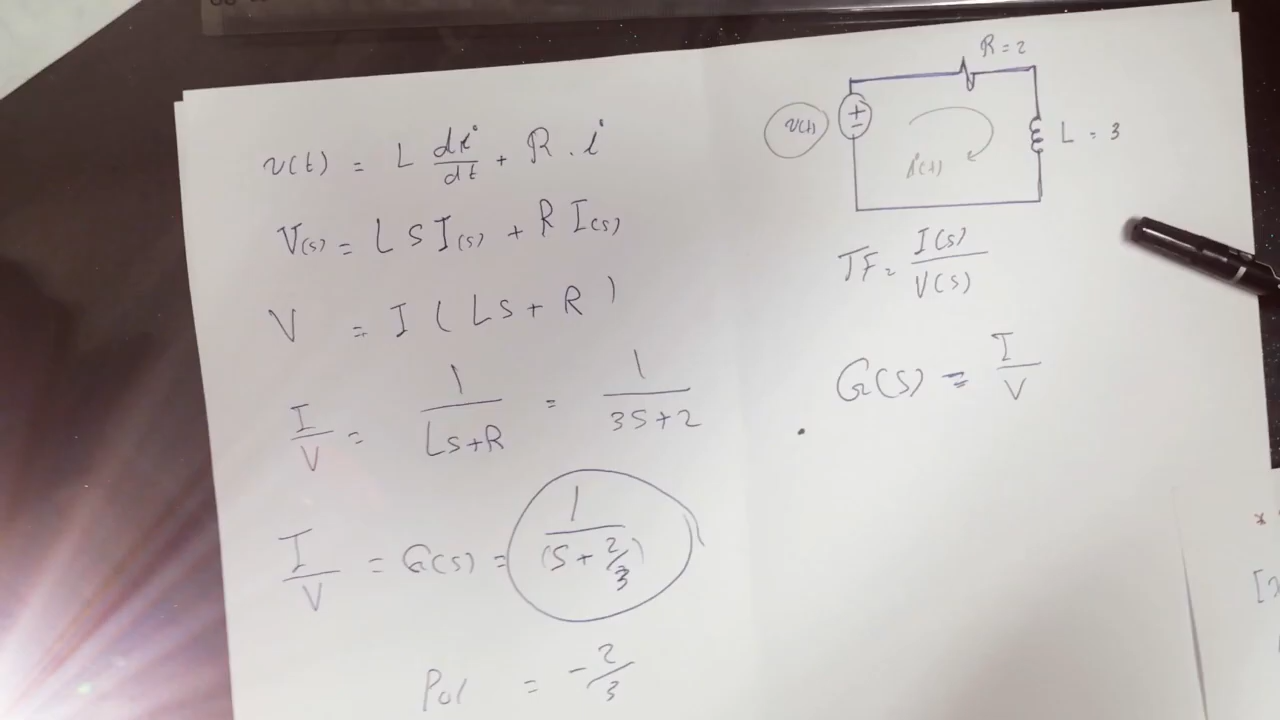 v(t) = L di/dt + R . i
V(s) = L S I(s) + R I(s)
V = I ( LS + R )
I/V = 1/(LS+R) = 1/(3S+2)
I/V = G(S) = 1/(S + 2/3)
Pol = -2/3
R = 2
v(t)
+
−
i(t)
L = 3
TF = I(s)/V(s)
G(S) = I/V